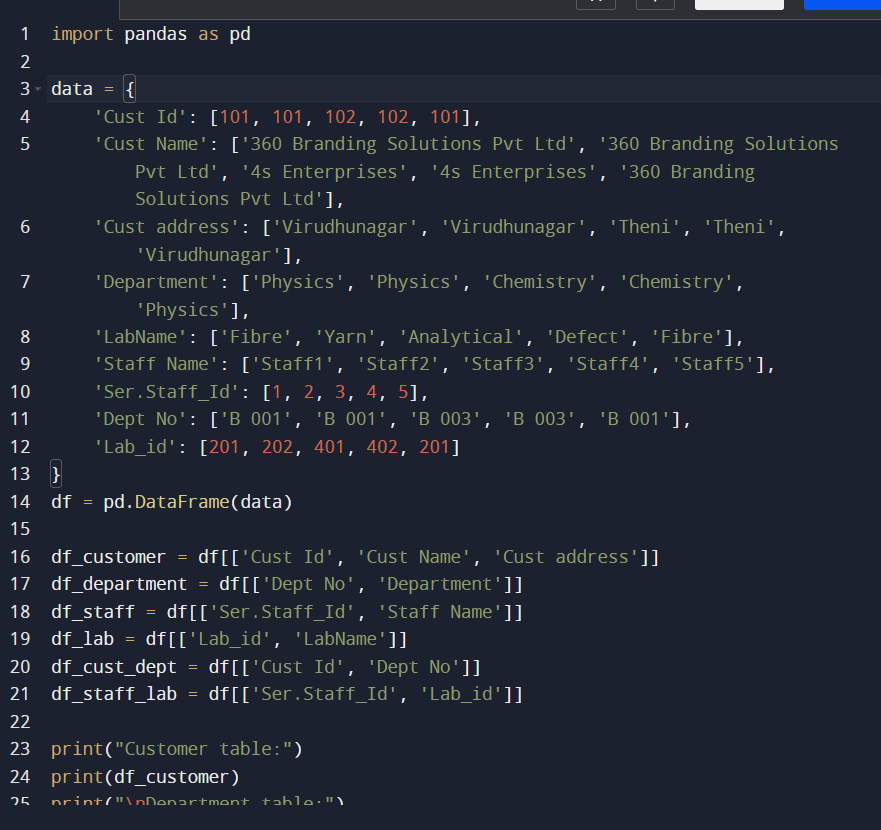 1 import pandas as pd
2
3 data = {
4 'Cust Id': [101, 101, 102, 102, 101],
5 'Cust Name': ['360 Branding Solutions Pvt Ltd', '360 Branding Solutions
Pvt Ltd', '4s Enterprises', '4s Enterprises', '360 Branding
Solutions Pvt Ltd'],
6 'Cust address': ['Virudhunagar', 'Virudhunagar', 'Theni', 'Theni',
'Virudhunagar'],
7 'Department': ['Physics', 'Physics', 'Chemistry', 'Chemistry',
'Physics'],
8 'LabName': ['Fibre', 'Yarn', 'Analytical', 'Defect', 'Fibre'],
9 'Staff Name': ['Staff1', 'Staff2', 'Staff3', 'Staff4', 'Staff5'],
10 'Ser.Staff_Id': [1, 2, 3, 4, 5],
11 'Dept No': ['B 001', 'B 001', 'B 003', 'B 003', 'B 001'],
12 'Lab_id': [201, 202, 401, 402, 201]
13 }
14 df = pd.DataFrame(data)
15
16 df_customer = df[['Cust Id', 'Cust Name', 'Cust address']]
17 df_department = df[['Dept No', 'Department']]
18 df_staff = df[['Ser.Staff_Id', 'Staff Name']]
19 df_lab = df[['Lab_id', 'LabName']]
20 df_cust_dept = df[['Cust Id', 'Dept No']]
21 df_staff_lab = df[['Ser.Staff_Id', 'Lab_id']]
22
23 print("Customer table:")
24 print(df_customer)
25 print("\nDepartment table:")